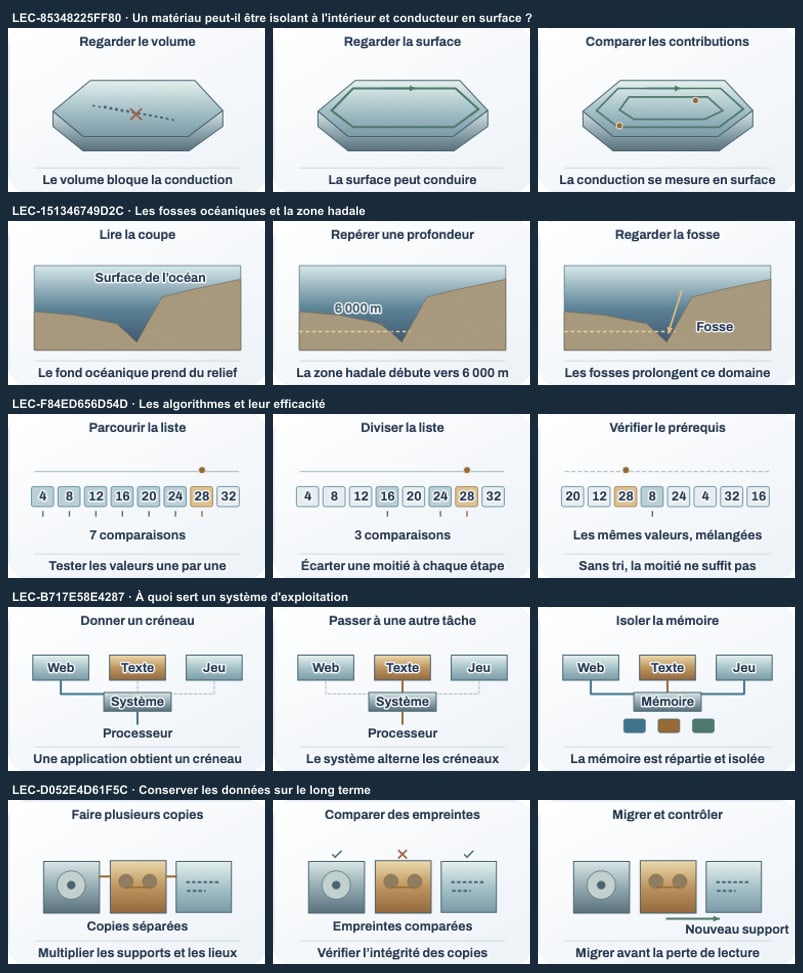 LEC-85348225FF80 · Un matériau peut-il être isolant à l'intérieur et conducteur en surface ?
Regarder le volume
Regarder la surface
Comparer les contributions
Le volume bloque la conduction
La surface peut conduire
La conduction se mesure en surface
LEC-151346749D2C · Les fosses océaniques et la zone hadale
Lire la coupe
Repérer une profondeur
Regarder la fosse
Surface de l'océan
6 000 m
Fosse
Le fond océanique prend du relief
La zone hadale débute vers 6 000 m
Les fosses prolongent ce domaine
LEC-F84ED656D54D · Les algorithmes et leur efficacité
Parcourir la liste
Diviser la liste
Vérifier le prérequis
4 8 12 16 20 24 28 32
4 8 12 16 20 24 28 32
20 12 28 8 24 4 32 16
7 comparaisons
3 comparaisons
Les mêmes valeurs, mélangées
Tester les valeurs une par une
Écarter une moitié à chaque étape
Sans tri, la moitié ne suffit pas
LEC-B717E58E4287 · À quoi sert un système d'exploitation
Donner un créneau
Passer à une autre tâche
Isoler la mémoire
Web Texte Jeu
Web Texte Jeu
Web Texte Jeu
Système
Système
Mémoire
Processeur
Processeur
Une application obtient un créneau
Le système alterne les créneaux
La mémoire est répartie et isolée
LEC-D052E4D61F5C · Conserver les données sur le long terme
Faire plusieurs copies
Comparer des empreintes
Migrer et contrôler
Copies séparées
Empreintes comparées
Nouveau support
Multiplier les supports et les lieux
Vérifier l'intégrité des copies
Migrer avant la perte de lecture